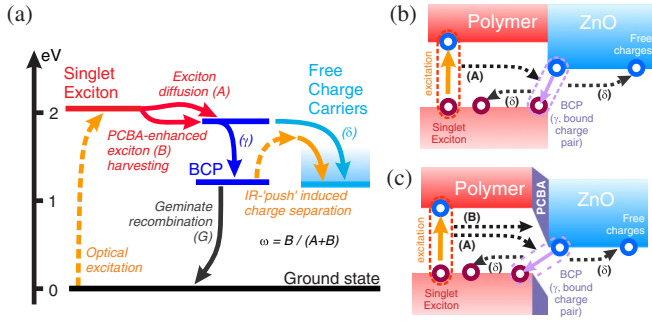 (a)
eV
2
1
0
Singlet
Exciton
Exciton
diffusion (A)
PCBA-enhanced
exciton (B)
harvesting
Free
Charge
Carriers
(γ)
(δ)
BCP
IR-'push' induced
charge separation
Geminate
recombination
(G)
ω = B / (A+B)
Optical
excitation
Ground state
(b)
Polymer
ZnO
Free
charges
excitation
(A)
(δ)
(δ)
BCP
(γ, bound
charge
pair)
Singlet
Exciton
(c)
Polymer
PCBA
ZnO
Free
charges
excitation
(B)
(A)
(δ)
(δ)
BCP
(γ, bound
charge pair)
Singlet
Exciton